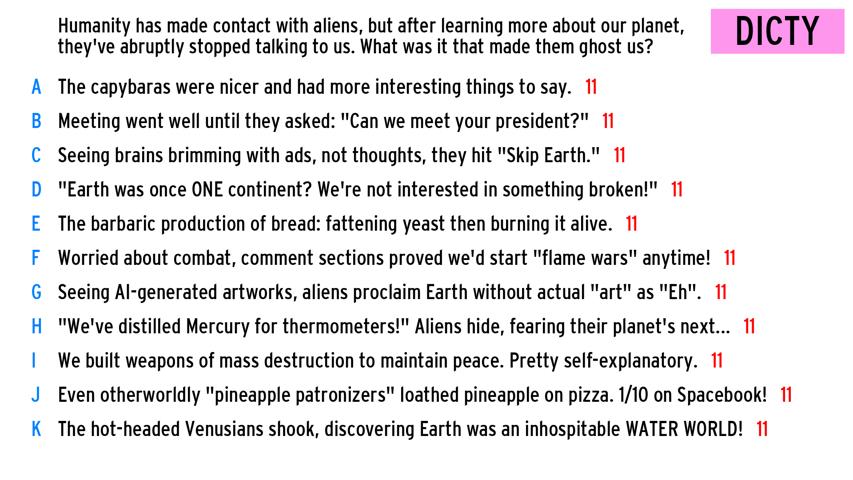 Humanity has made contact with aliens, but after learning more about our planet,
they've abruptly stopped talking to us. What was it that made them ghost us?
DICTY
A The capybaras were nicer and had more interesting things to say. 11
B Meeting went well until they asked: "Can we meet your president?" 11
C Seeing brains brimming with ads, not thoughts, they hit "Skip Earth." 11
D "Earth was once ONE continent? We're not interested in something broken!" 11
E The barbaric production of bread: fattening yeast then burning it alive. 11
F Worried about combat, comment sections proved we'd start "flame wars" anytime! 11
G Seeing AI-generated artworks, aliens proclaim Earth without actual "art" as "Eh". 11
H "We've distilled Mercury for thermometers!" Aliens hide, fearing their planet's next... 11
I We built weapons of mass destruction to maintain peace. Pretty self-explanatory. 11
J Even otherworldly "pineapple patronizers" loathed pineapple on pizza. 1/10 on Spacebook! 11
K The hot-headed Venusians shook, discovering Earth was an inhospitable WATER WORLD! 11